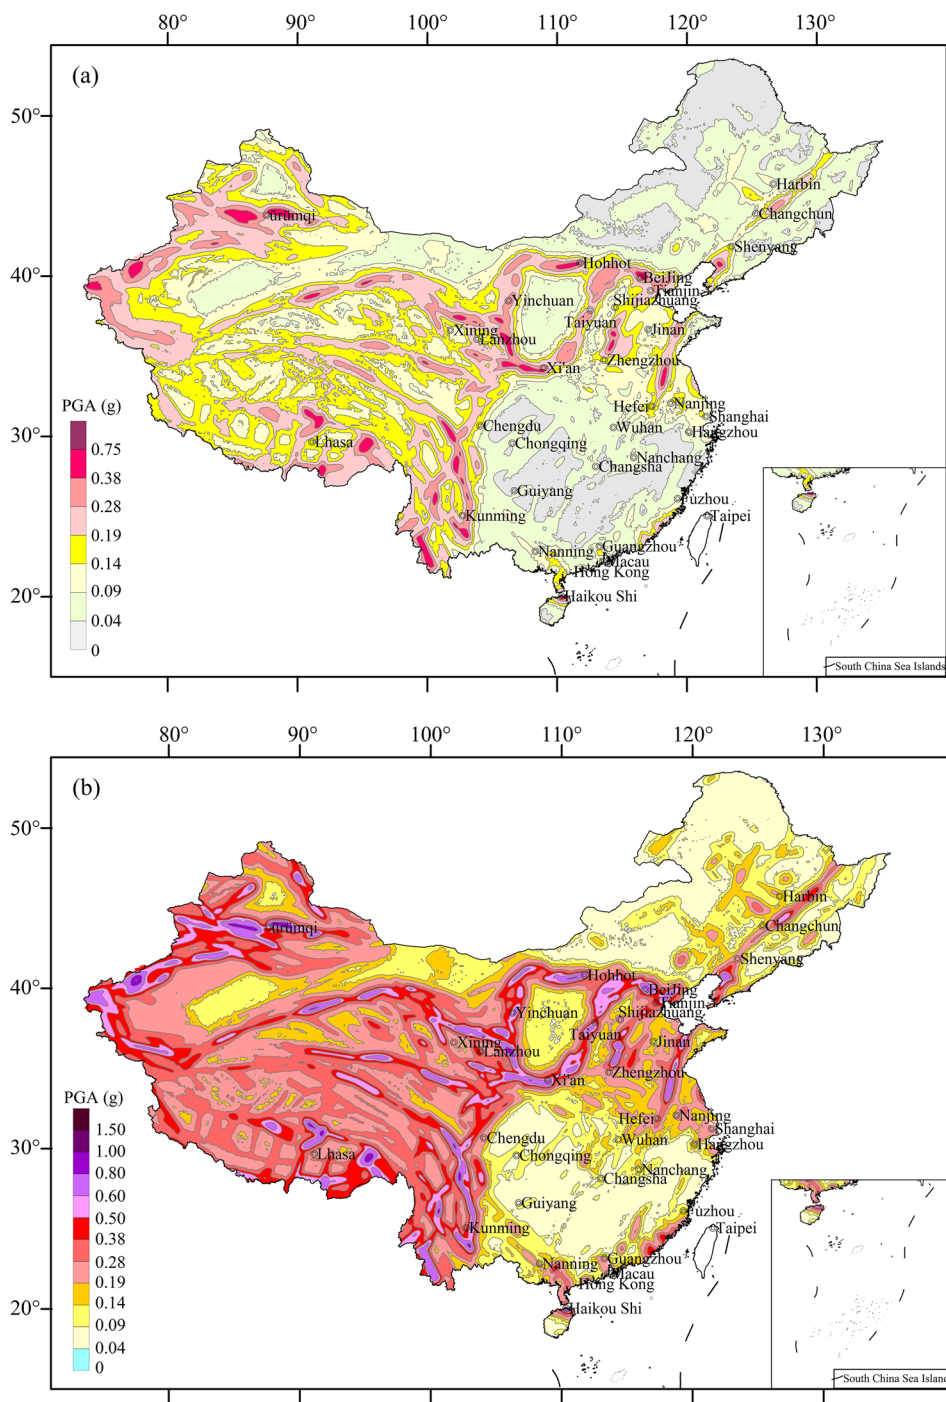 80°
90°
100°
110°
120°
130°
(a)
50°
Harbin
Changchun
urumqi
Shenyang
40°
Hohhot
BeiJing
Tianjin
Yinchuan
Shijiazhuang
Taiyuan
Jinan
Xining
Lanzhou
Zhengzhou
Xi'an
PGA (g)
Hefei
Nanjing
Shanghai
Chengdu
Wuhan
Hangzhou
30°
Lhasa
Chongqing
Nanchang
Changsha
Guiyang
Fuzhou
Kunming
Taipei
Nanning
Guangzhou
Macau
Hong Kong
20°
Haikou Shi
0.75
0.38
0.28
0.19
0.14
0.09
0.04
0
South China Sea Islands
80°
90°
100°
110°
120°
130°
(b)
50°
Harbin
Changchun
urumqi
Shenyang
40°
Hohhot
BeiJing
Tianjin
Yinchuan
Shijiazhuang
Taiyuan
Jinan
Xining
Lanzhou
Zhengzhou
Xi'an
PGA (g)
Hefei
Nanjing
Shanghai
Chengdu
Wuhan
Hangzhou
30°
Lhasa
Chongqing
Nanchang
Changsha
Guiyang
Fuzhou
Kunming
Taipei
Nanning
Guangzhou
Macau
Hong Kong
20°
Haikou Shi
1.50
1.00
0.80
0.60
0.50
0.38
0.28
0.19
0.14
0.09
0.04
0
South China Sea Island